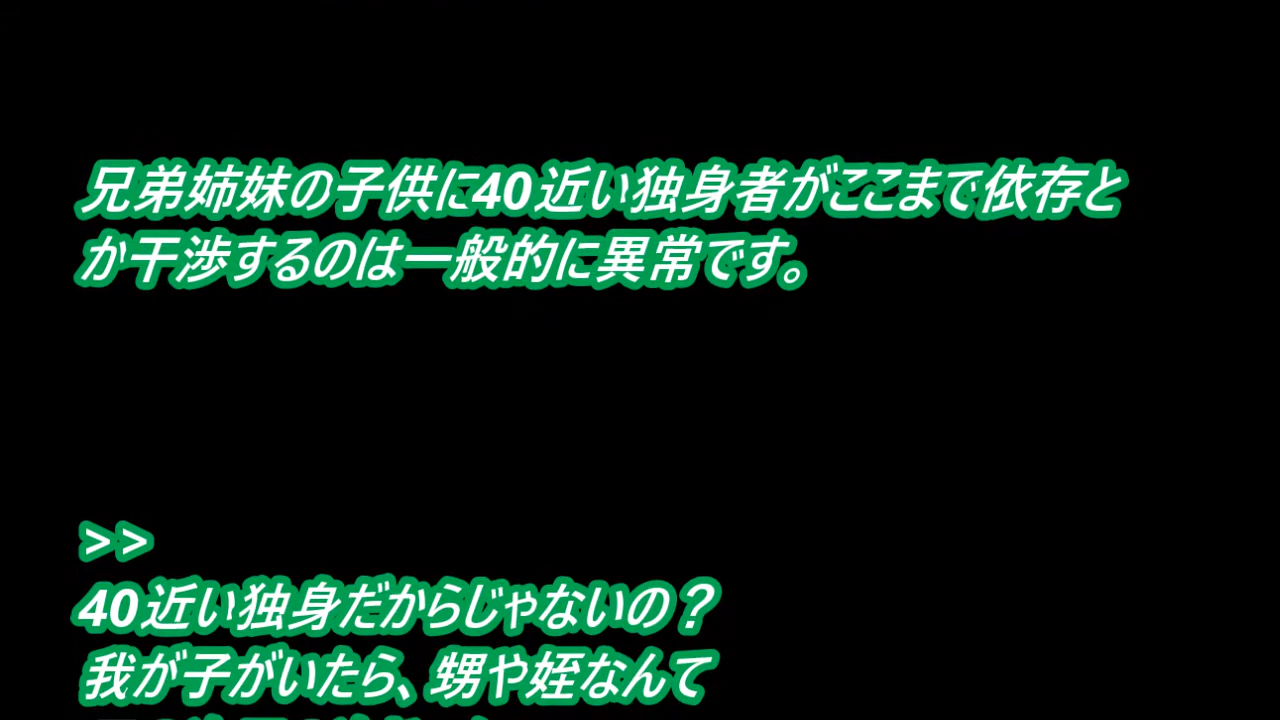 兄弟姉妹の子供に40近い独身者がここまで依存と
か干渉するのは一般的に異常です。
>>
40近い独身だからじゃないの？
我が子がいたら、甥や姪なんて